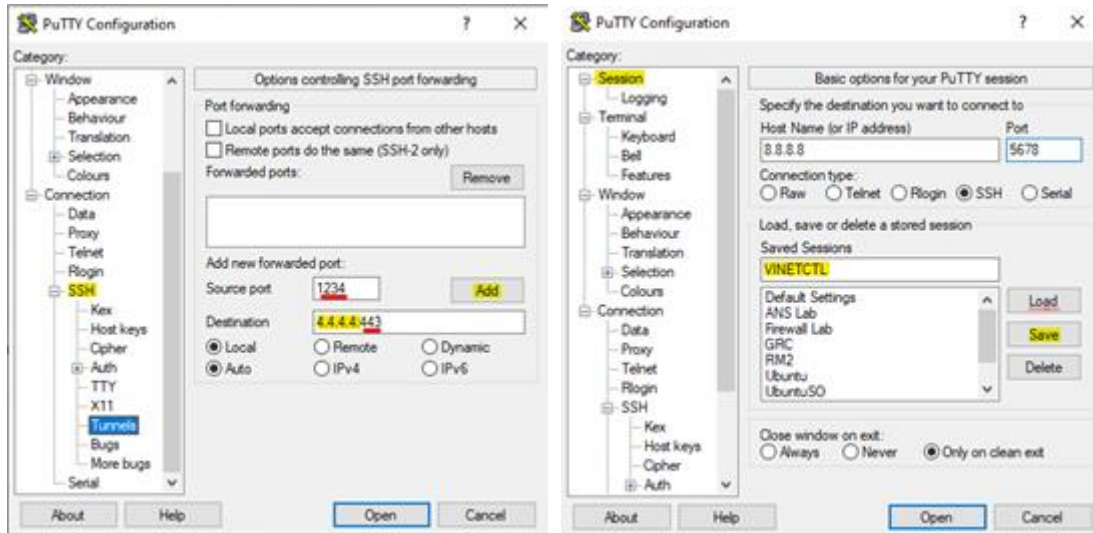 PuTTY Configuration
?
×
Category:
Window
Appearance
Behaviour
Translation
Selection
Colours
Connection
Data
Proxy
Telnet
Rlogin
SSH
Kex
Host keys
Cipher
Auth
TTY
X11
Tunnels
Bugs
More bugs
Serial
Options controlling SSH port forwarding
Port forwarding
Local ports accept connections from other hosts
Remote ports do the same (SSH-2 only)
Forwarded ports:
Remove
Add new forwarded port:
Source port 1234 Add
Destination 4.4.4.4:443
Local Remote Dynamic
Auto IPv4 IPv6
About Help Open Cancel
PuTTY Configuration
?
×
Category:
Session
Logging
Terminal
Keyboard
Bell
Features
Window
Appearance
Behaviour
Translation
Selection
Colours
Connection
Data
Proxy
Telnet
Rlogin
SSH
Kex
Host keys
Cipher
Auth
Basic options for your PuTTY session
Specify the destination you want to connect to
Host Name (or IP address) Port
8.8.8.8 5678
Connection type:
Raw Telnet Rlogin SSH Serial
Load, save or delete a stored session
Saved Sessions
VINETCTL
Default Settings
ANS Lab
Firewall Lab
GRC
RM2
Ubuntu
UbuntuSO
Load
Save
Delete
Close window on exit:
Always Never Only on clean exit
About Help Open Cancel